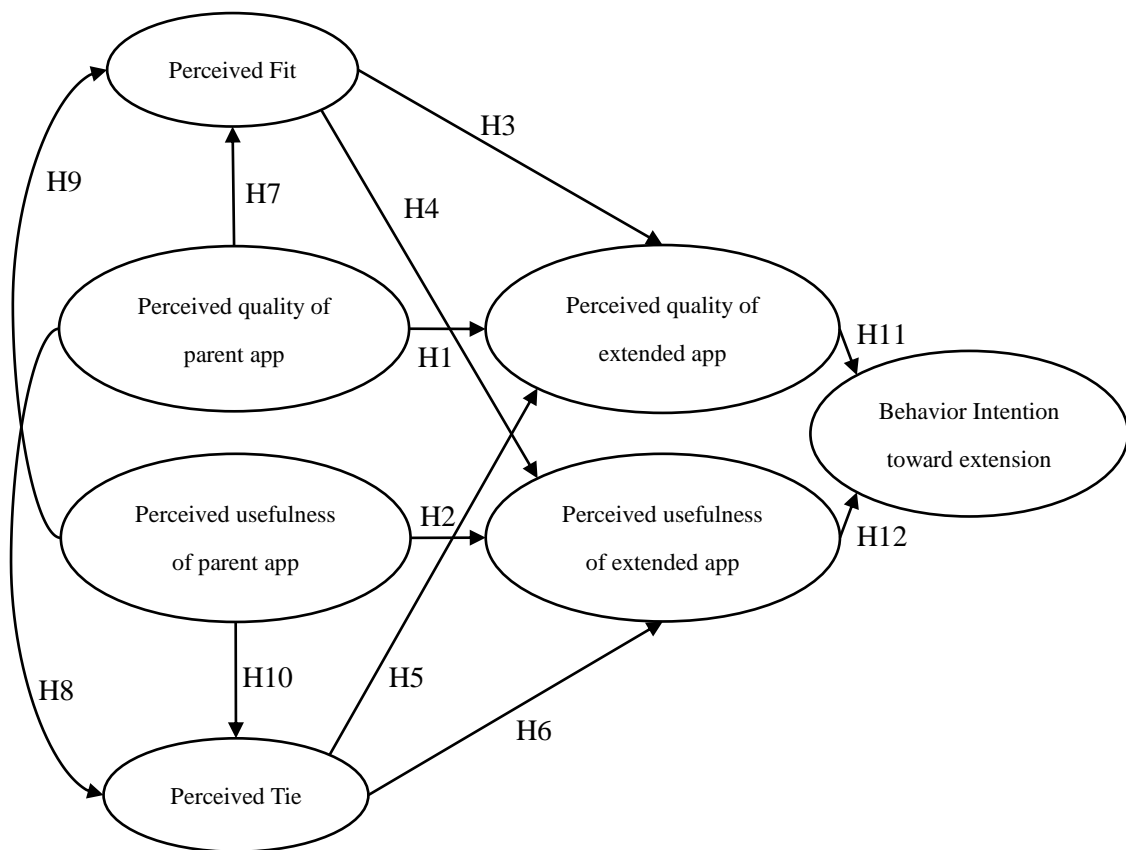 Perceived Fit
H3
H9
H7
H4
Perceived quality of
parent app
H1
Perceived quality of
extended app
H11
Behavior Intention
toward extension
Perceived usefulness
of parent app
H2
Perceived usefulness
of extended app
H12
H8
H10
H5
H6
Perceived Tie